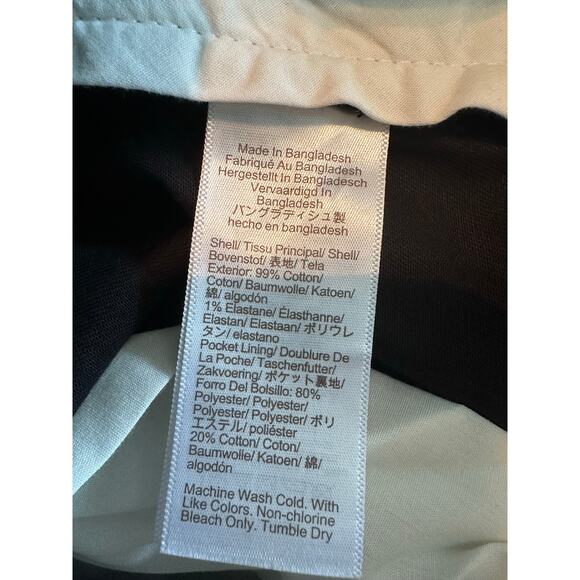 Made In Bangladesh
Fabriqué Au Bangladesh
Hergestellt In Bangladesch
Vervaardigd In
Bangladesh
バングラディシュ製
hecho en bangladesh
Shell/ Tissu Principal/ Shell/
Bovenstof/ 表地/ Tela
Exterior: 99% Cotton/
Coton/ Baumwolle/ Katoen/
綿/ algodón
1% Elastane/ Élasthanne/
Elastan/ Elastaan/ ポリウレ
タン/ elastano
Pocket Lining/ Doublure De
La Poche/ Taschenfutter/
Zakvoering/ ポケット裏地/
Forro Del Bolsillo: 80%
Polyester/ Polyester/
Polyester/ Polyester/ ポリ
エステル/ poliéster
20% Cotton/ Coton/
Baumwolle/ Katoen/ 綿/
algodón
Machine Wash Cold. With
Like Colors. Non-chlorine
Bleach Only. Tumble Dry